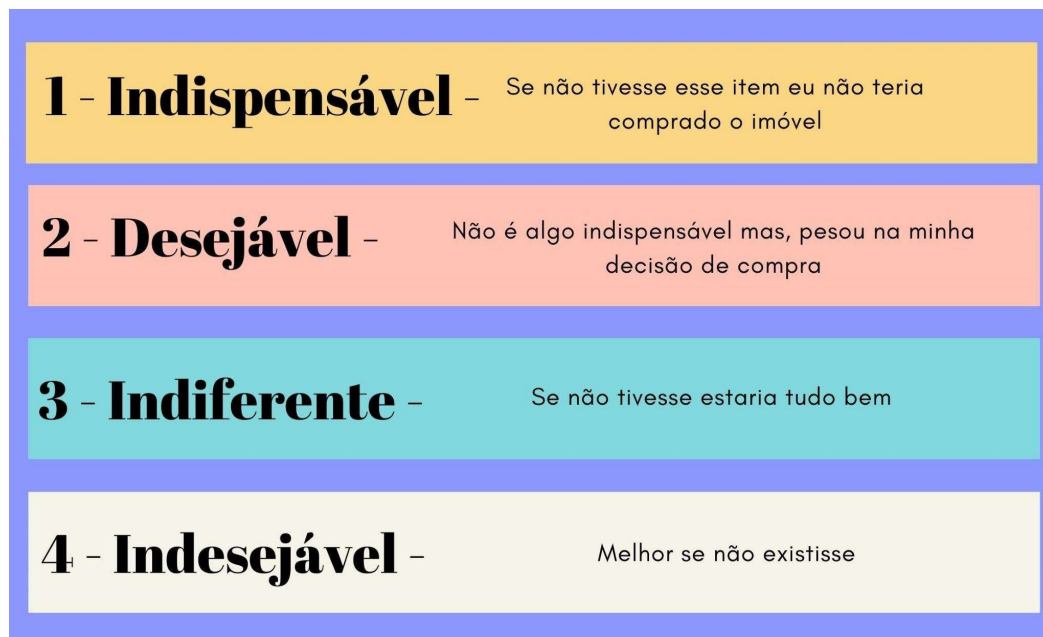 1 - Indispensável - Se não tivesse esse item eu não teria
comprado o imóvel
2 - Desejável - Não é algo indispensável mas, pesou na minha
decisão de compra
3 - Indiferente - Se não tivesse estaria tudo bem
4 - Indesejável - Melhor se não existisse